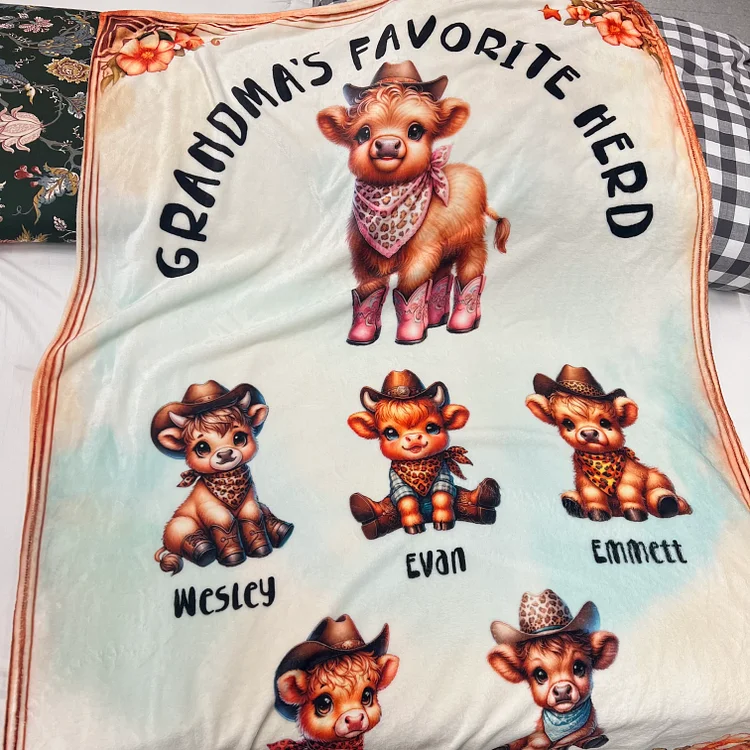 GRANDMA'S FAVORITE HERD
Wesley
Evan
Emmett